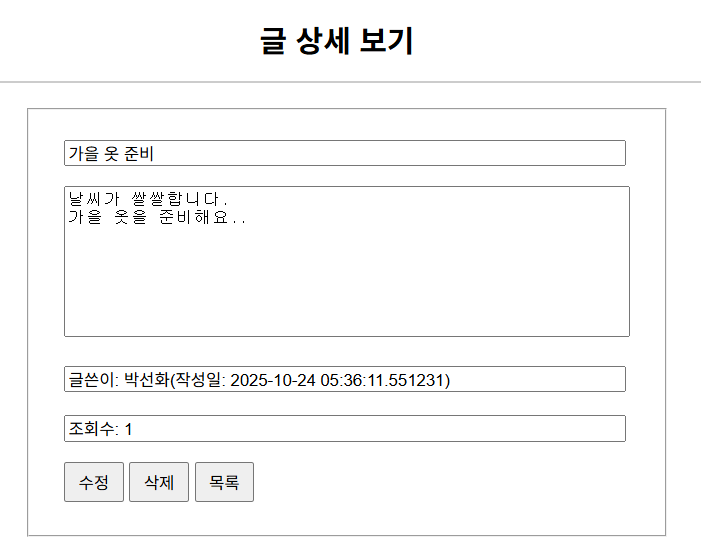 글 상세 보기
가을 옷 준비
날씨가 쌀쌀합니다.
가을 옷을 준비해요..
글쓴이: 박선화(작성일: 2025-10-24 05:36:11.551231)
조회수: 1
수정 삭제 목록